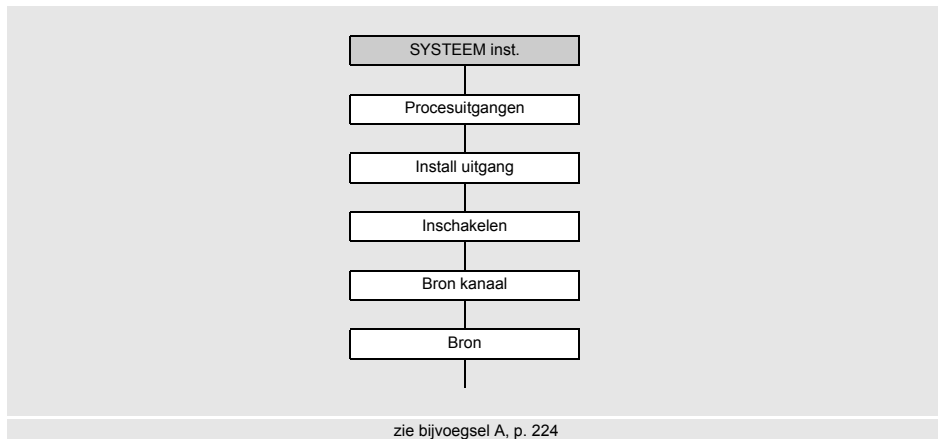 SYSTEEM inst.
Procesuitgangen
Install uitgang
Inschakelen
Bron kanaal
Bron
zie bijvoegsel A, p. 224